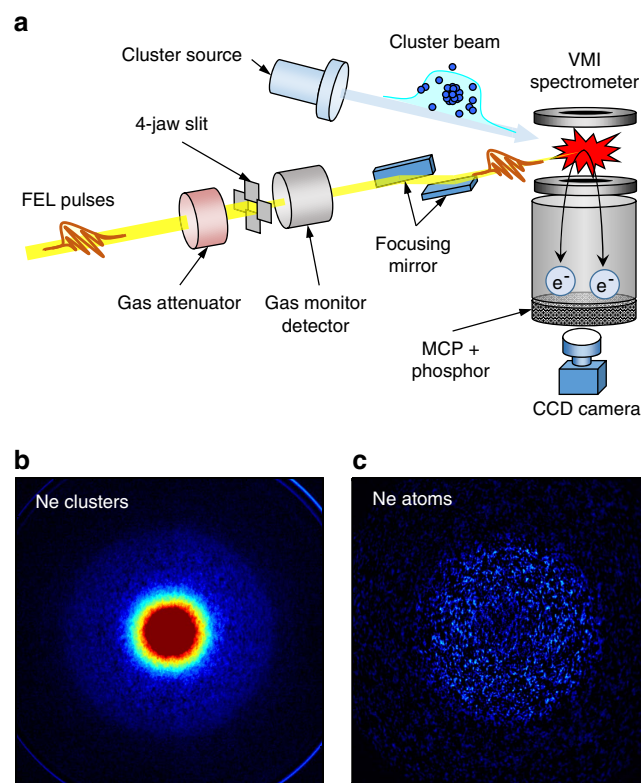 a
Cluster source
Cluster beam
VMI
spectrometer
4-jaw slit
FEL pulses
Focusing
mirror
Gas attenuator
Gas monitor
detector
e-
e-
MCP +
phosphor
CCD camera
b
c
Ne clusters
Ne atoms